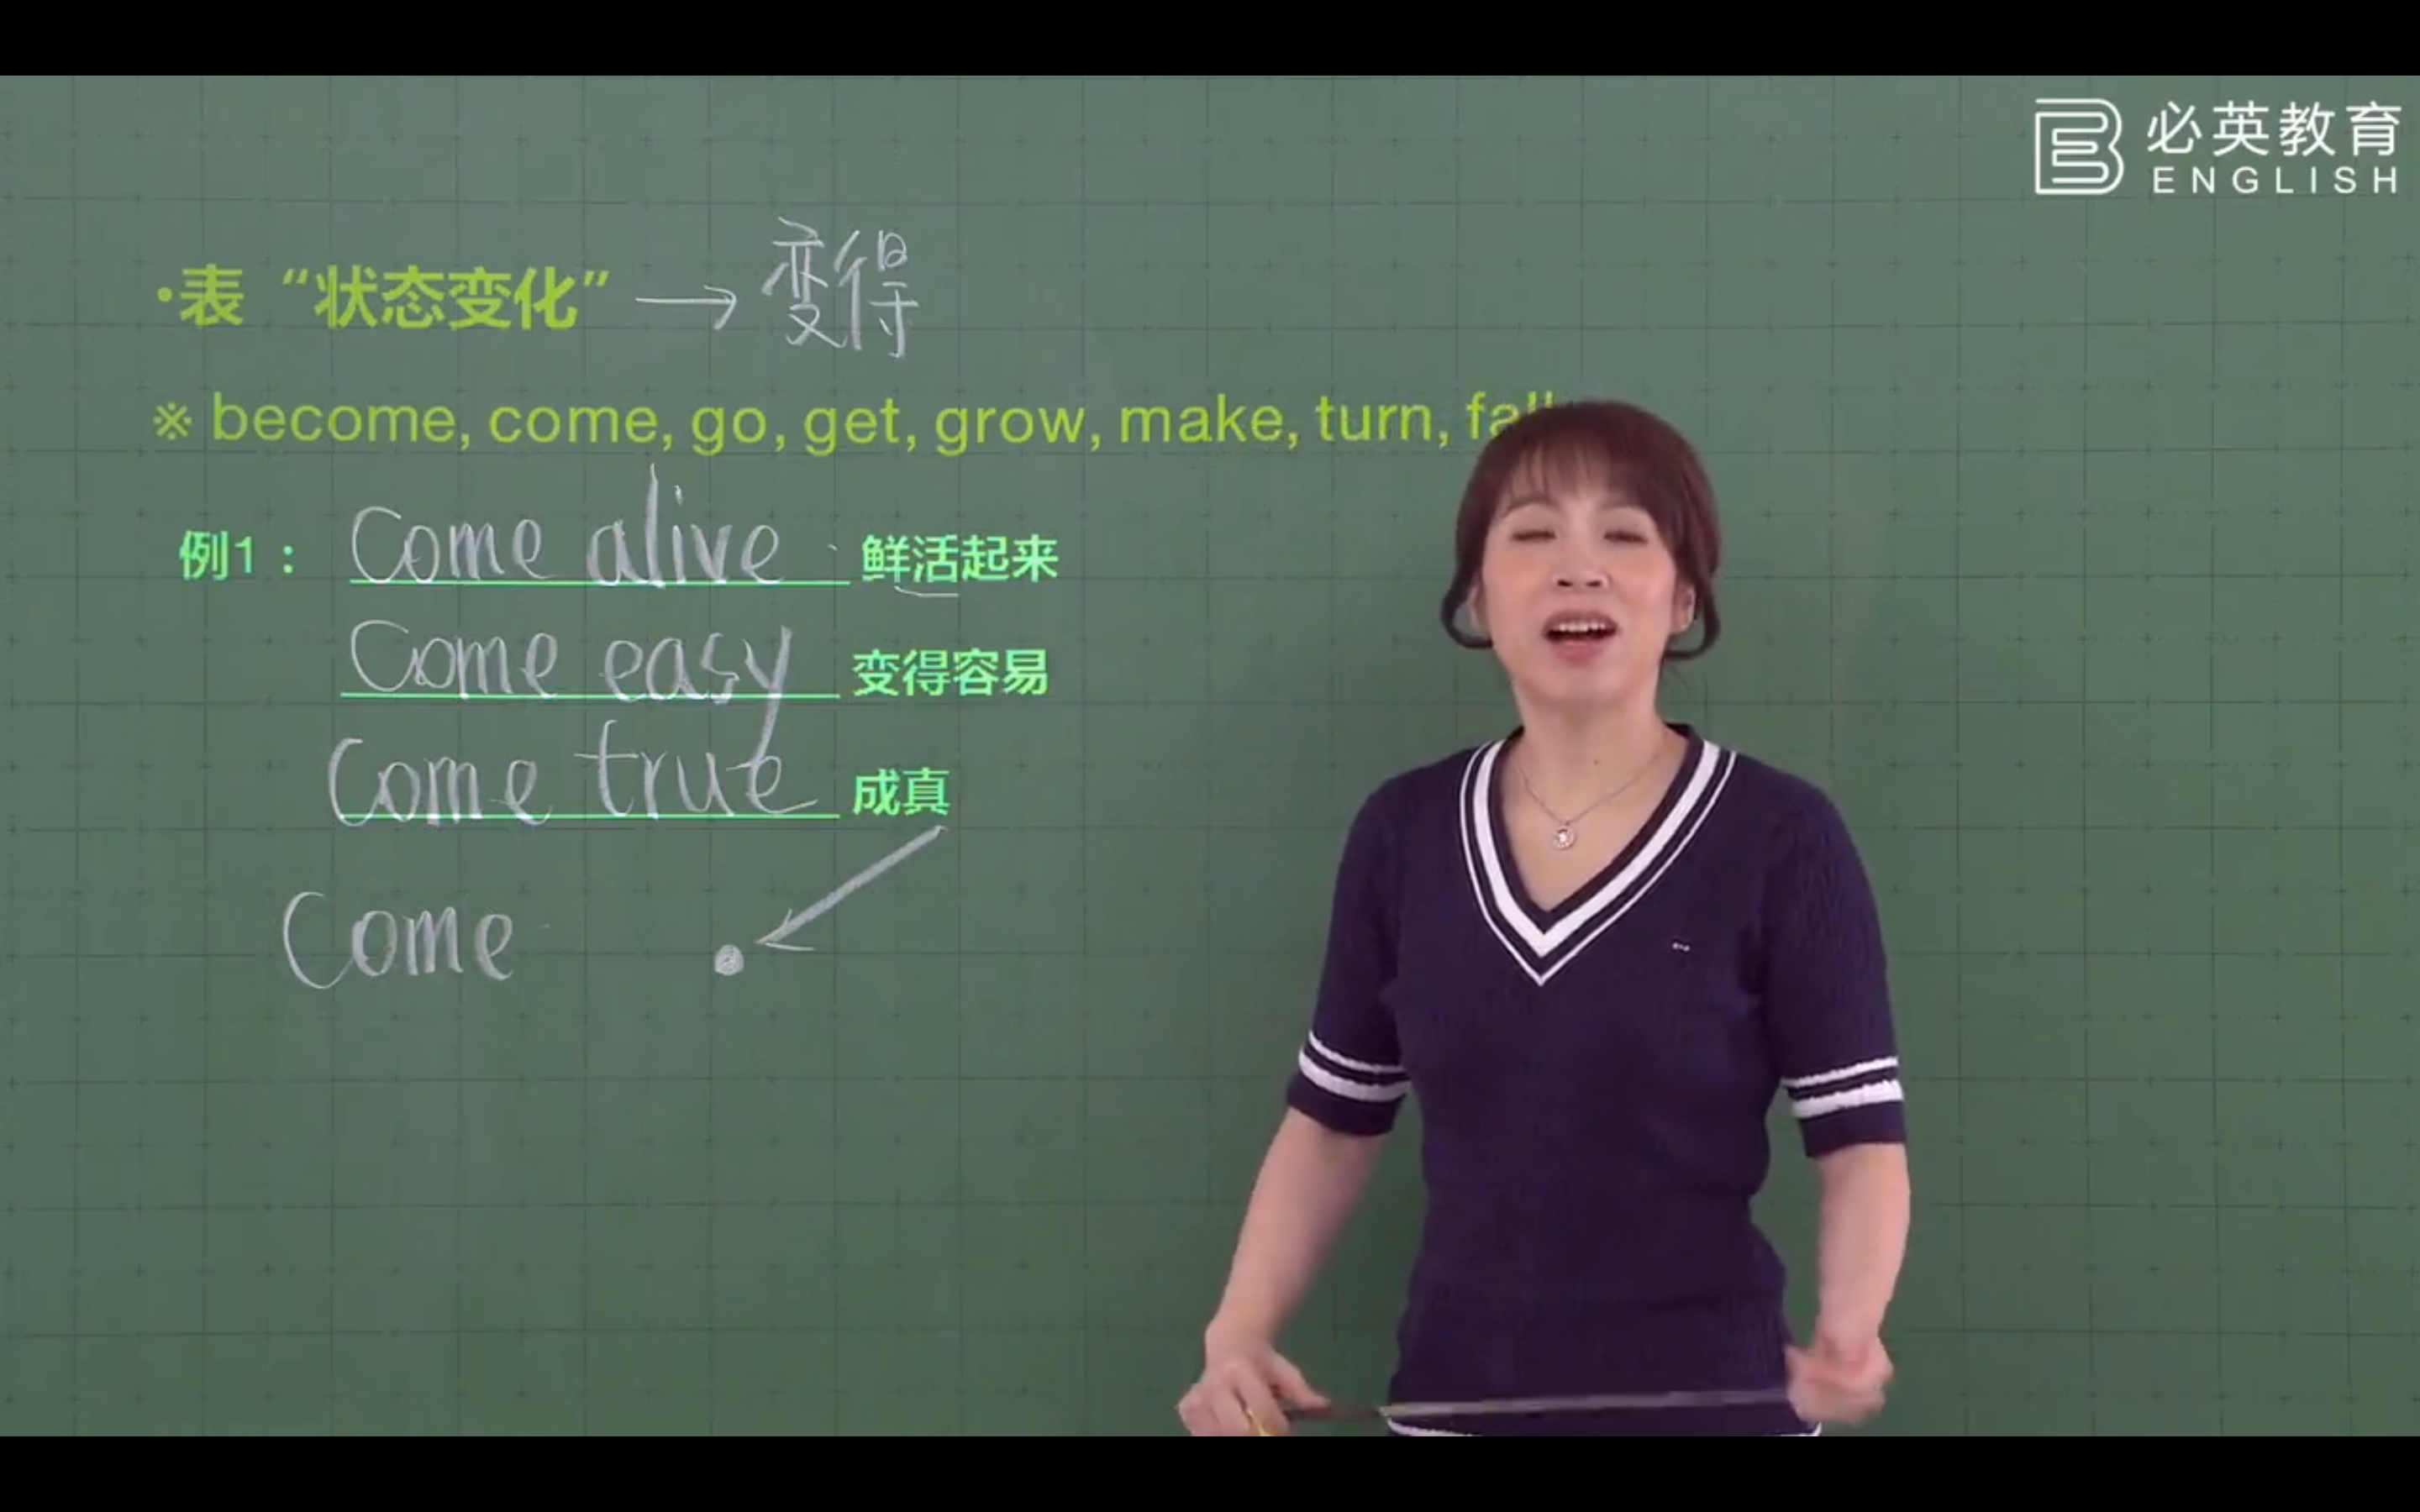 必英教育
ENGLISH
·表“状态变化”→变得
※ become, come, go, get, grow, make, turn,
例1： Come alive 鲜活起来
Come easy 变得容易
Come true 成真
Come